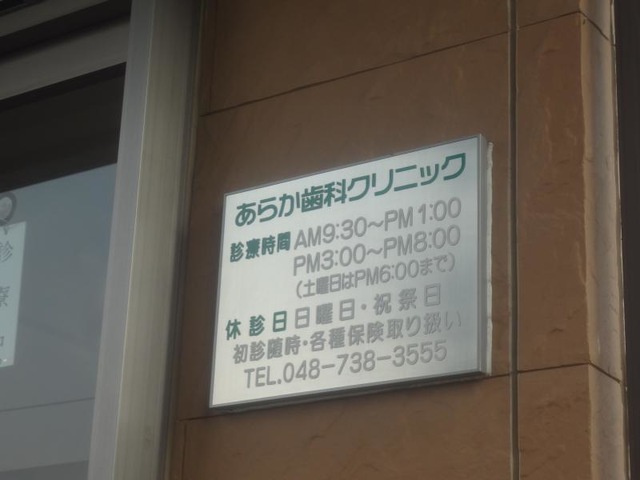 あらか歯科クリニック
診療時間 AM9:30〜PM1:00
PM3:00〜PM8:00
(土曜日はPM6:00まで)
休診日 日曜日・祝祭日
初診随時・各種保険取り扱い
TEL.048-738-3555
診
療